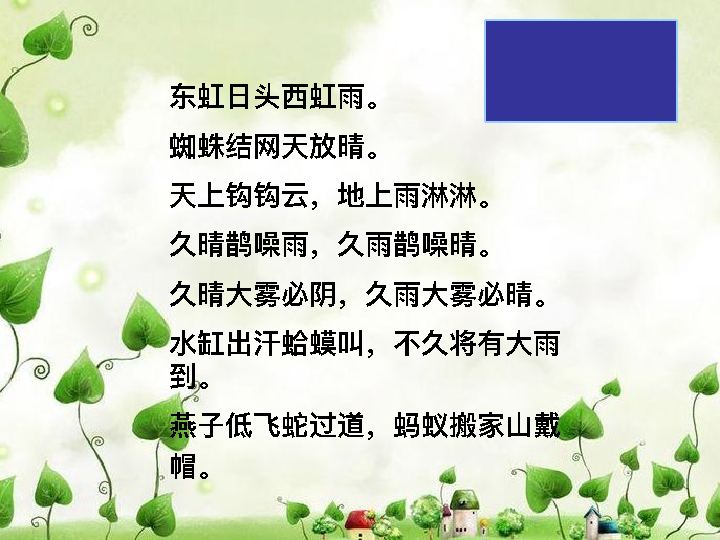 东虹日头西虹雨。
蜘蛛结网天放晴。
天上钩钩云，地上雨淋淋。
久晴鹊噪雨，久雨鹊噪晴。
久晴大雾必阴，久雨大雾必晴。
水缸出汗蛤蟆叫，不久将有大雨
到。
燕子低飞蛇过道，蚂蚁搬家山戴
帽。